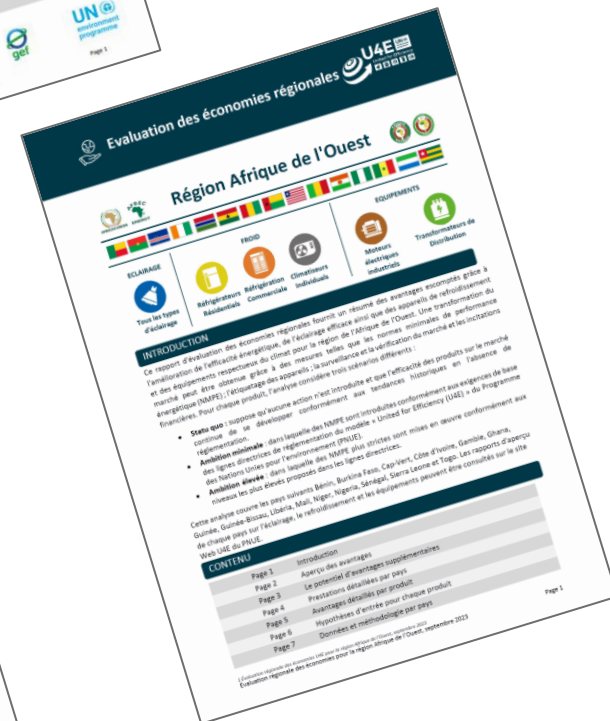 gef
UN
environment
programme
Page 1
Evaluation des économies régionales
U4E
Région Afrique de l'Ouest
ECLAIRAGE
FROID
EQUIPEMENTS
Tous les types
d'éclairage
Réfrigérateurs
Résidentiels
Réfrigération
Commerciale
Climatiseurs
Individuals
Moteurs
électriques
industriels
Transformateurs de
Distribution
INTRODUCTION
Ce rapport d'évaluation des économies régionales fournit un résumé des avantages escomptés grâce à
l'amélioration de l'efficacité énergétique, de l'éclairage efficace ainsi que des appareils de refroidissement
et des équipements respectueux du climat pour la région de l'Afrique de l'Ouest. Une transformation du
marché peut être obtenue grâce à des mesures telles que les normes minimales de performance
énergétique (NMPE) ; l'étiquetage des appareils ; la surveillance et la vérification du marché et les incitations
financières. Pour chaque produit, l'analyse considère trois scénarios différents :
• Statu quo : suppose qu'aucune action n'est introduite et que l'efficacité des produits sur le marché
continue de se développer conformément aux tendances historiques en l'absence de
réglementation.
• Ambition minimale : dans laquelle des NMPE sont introduites conformément aux exigences de base
des lignes directrices de réglementation du modèle « United for Efficiency (U4E) » du Programme
des Nations Unies pour l'environnement (PNUE).
• Ambition élevée : dans laquelle des NMPE plus strictes sont mises en œuvre conformément aux
niveaux les plus élevés proposés dans les lignes directrices.
Cette analyse couvre les pays suivants Bénin, Burkina Faso, Cap-Vert, Côte d'Ivoire, Gambie, Ghana,
Guinée, Guinée-Bissau, Libéria, Mali, Niger, Nigeria, Sénégal, Sierra Leone et Togo. Les rapports d'aperçu
de chaque pays sur l'éclairage, le refroidissement et les équipements peuvent être consultés sur le site
Web U4E du PNUE.
CONTENU
Page 1 Introduction
Page 2 Aperçu des avantages
Page 3 Le potentiel d'avantages supplémentaires
Page 4 Prestations détaillées par pays
Page 5 Avantages détaillés par produit
Page 6 Hypothèses d'entrée pour chaque produit
Page 7 Données et méthodologie par pays
Evaluation régionale des économies U4E pour la région Afrique de l'Ouest, septembre 2023
Evaluation régionale des économies pour la région Afrique de l'Ouest, septembre 2023
Page 1